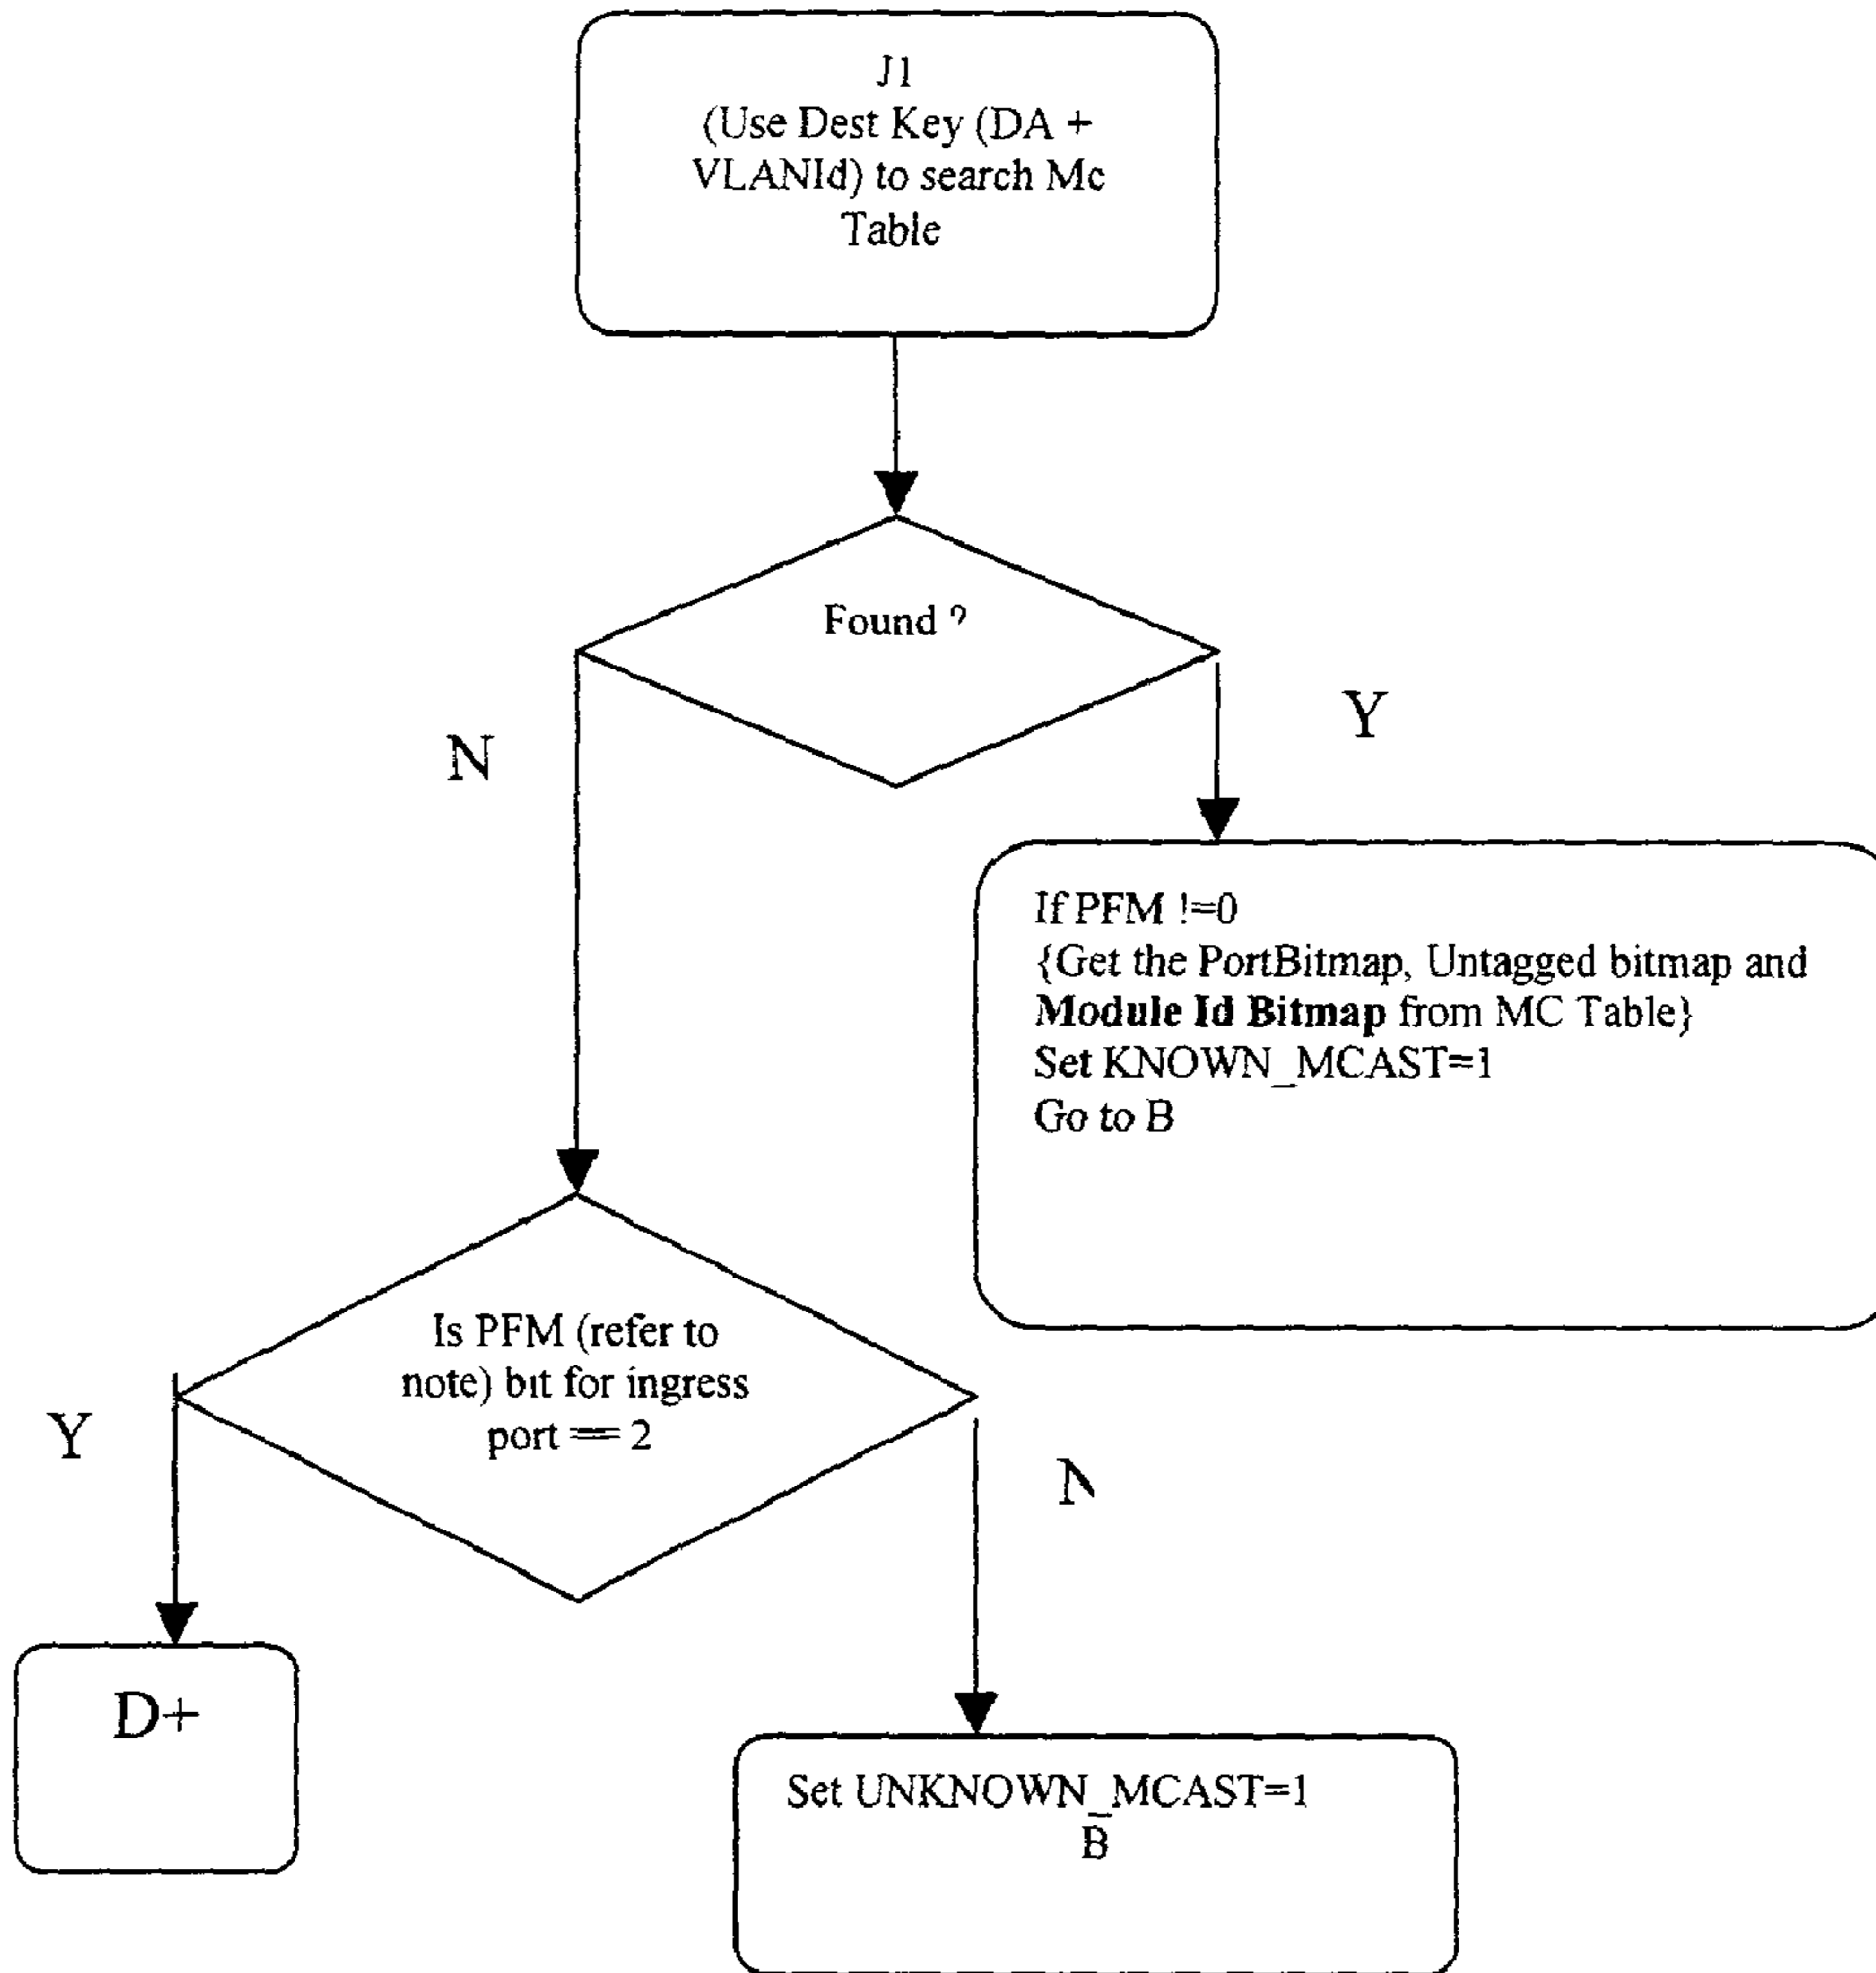 J1
(Use Dest Key (DA +
VLANId) to search Mc
Table
Found ?
N
Y
If PFM !=0
{Get the PortBitmap, Untagged bitmap and
Module Id Bitmap from MC Table}
Set KNOWN_MCAST=1
Go to B
Is PFM (refer to
note) bit for ingress
port == 2
Y
N
D+
Set UNKNOWN_MCAST=1
B